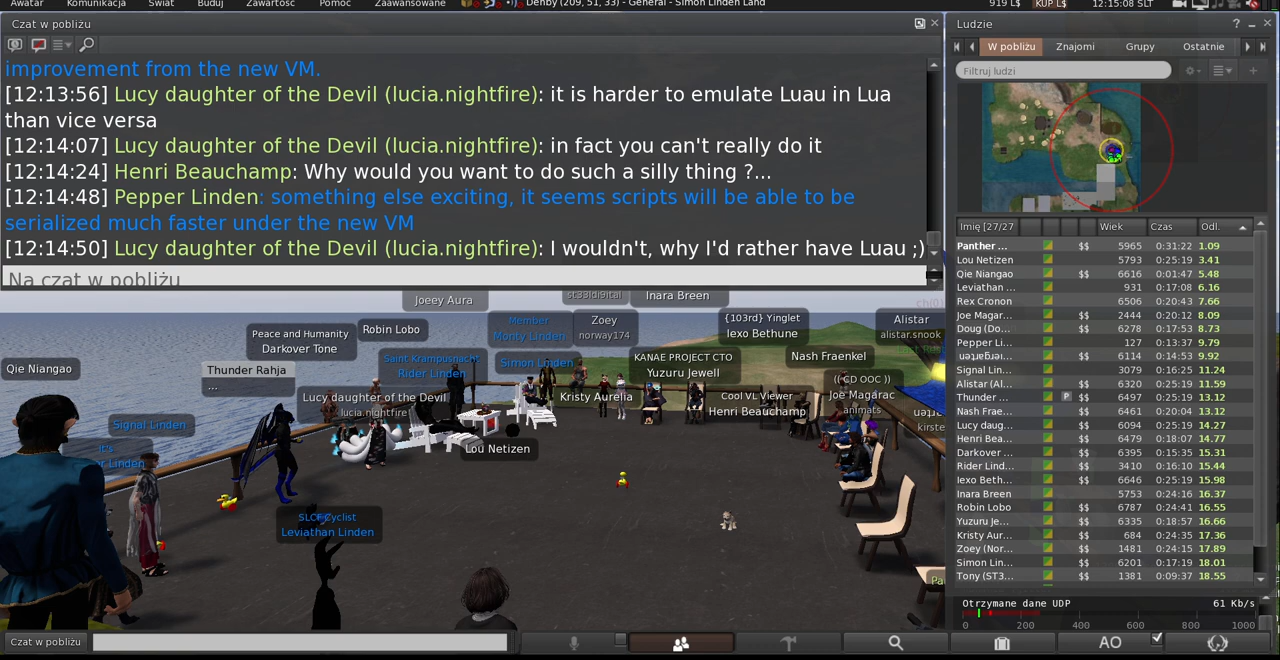 Awatar Komunikacja Świat Buduj Zawartość Pomoc Zaawansowane Denby (209, 51, 33) - General - Simon Linden Land 919 L$ KUP L$ 12:15:08 SLT
Czat w pobliżu
improvement from the new VM.
[12:13:56] Lucy daughter of the Devil (lucia.nightfire): it is harder to emulate Luau in Lua
than vice versa
[12:14:07] Lucy daughter of the Devil (lucia.nightfire): in fact you can't really do it
[12:14:24] Henri Beauchamp: Why would you want to do such a silly thing ?...
[12:14:48] Pepper Linden: something else exciting, it seems scripts will be able to be
serialized much faster under the new VM
[12:14:50] Lucy daughter of the Devil (lucia.nightfire): I wouldn't, why I'd rather have Luau ;)
Na czat w pobliżu
Joeey Aura
st33ldi9ital
Inara Breen
ch(0)
Peace and Humanity
Darkover Tone
Robin Lobo
Member
Monty Linden
Zoey
norway174
{103rd} Yinglet
Iexo Bethune
Alistar
alistar.snook
Qie Niangao
Thunder Rahja
...
Saint Krampusnacht
Rider Linden
Simon Linden
KANAE PROJECT CTO
Yuzuru Jewell
Nash Fraenkel
Lucy daughter of the Devil
lucia.nightfire
Kristy Aurelia
Cool VL Viewer
Henri Beauchamp
(( CD OOC ))
Joe Magarac
animats
kirste
Signal Linden
It's
r Linden
Lou Netizen
SLCF Cyclist
Leviathan Linden
Pa
Czat w pobliżu
Ludzie
W pobliżu Znajomi Grupy Ostatnie
Filtruj ludzi
Imię [27/27 Wiek Czas Odl.
Panther ... $$ 5965 0:31:22 1.09
Lou Netizen 5793 0:25:19 3.41
Qie Niangao $$ 6616 0:01:47 5.48
Leviathan ... 931 0:17:08 6.16
Rex Cronon 6506 0:20:43 7.66
Joe Magar... $$ 2444 0:20:12 8.09
Doug (Do... $$ 6278 0:17:53 8.73
Pepper Li... 127 0:13:37 9.79
$$ 6114 0:14:53 9.92
Signal Lin... 3079 0:16:25 11.24
Alistar (Al... $$ 6320 0:25:19 11.59
Thunder ... P $$ 6497 0:25:19 13.12
Nash Frae... $$ 6461 0:20:04 13.12
Lucy daug... $$ 6094 0:25:19 14.27
Henri Bea... $$ 6479 0:18:07 14.77
Darkover ... $$ 6395 0:15:35 15.31
Rider Lind... $$ 3410 0:16:10 15.44
Iexo Beth... $$ 6646 0:25:19 15.98
Inara Breen 5753 0:24:16 16.37
Robin Lobo $$ 6787 0:24:41 16.55
Yuzuru Je... $$ 6335 0:18:57 16.66
Kristy Aur... $$ 684 0:24:35 17.36
Zoey (Nor... $$ 1481 0:24:15 17.89
Simon Lin... $$ 6201 0:17:19 18.01
Tony (ST3... $$ 1381 0:09:37 18.55
Otrzymane dane UDP 61 Kb/s
0 200 400 600 800 1000
AO